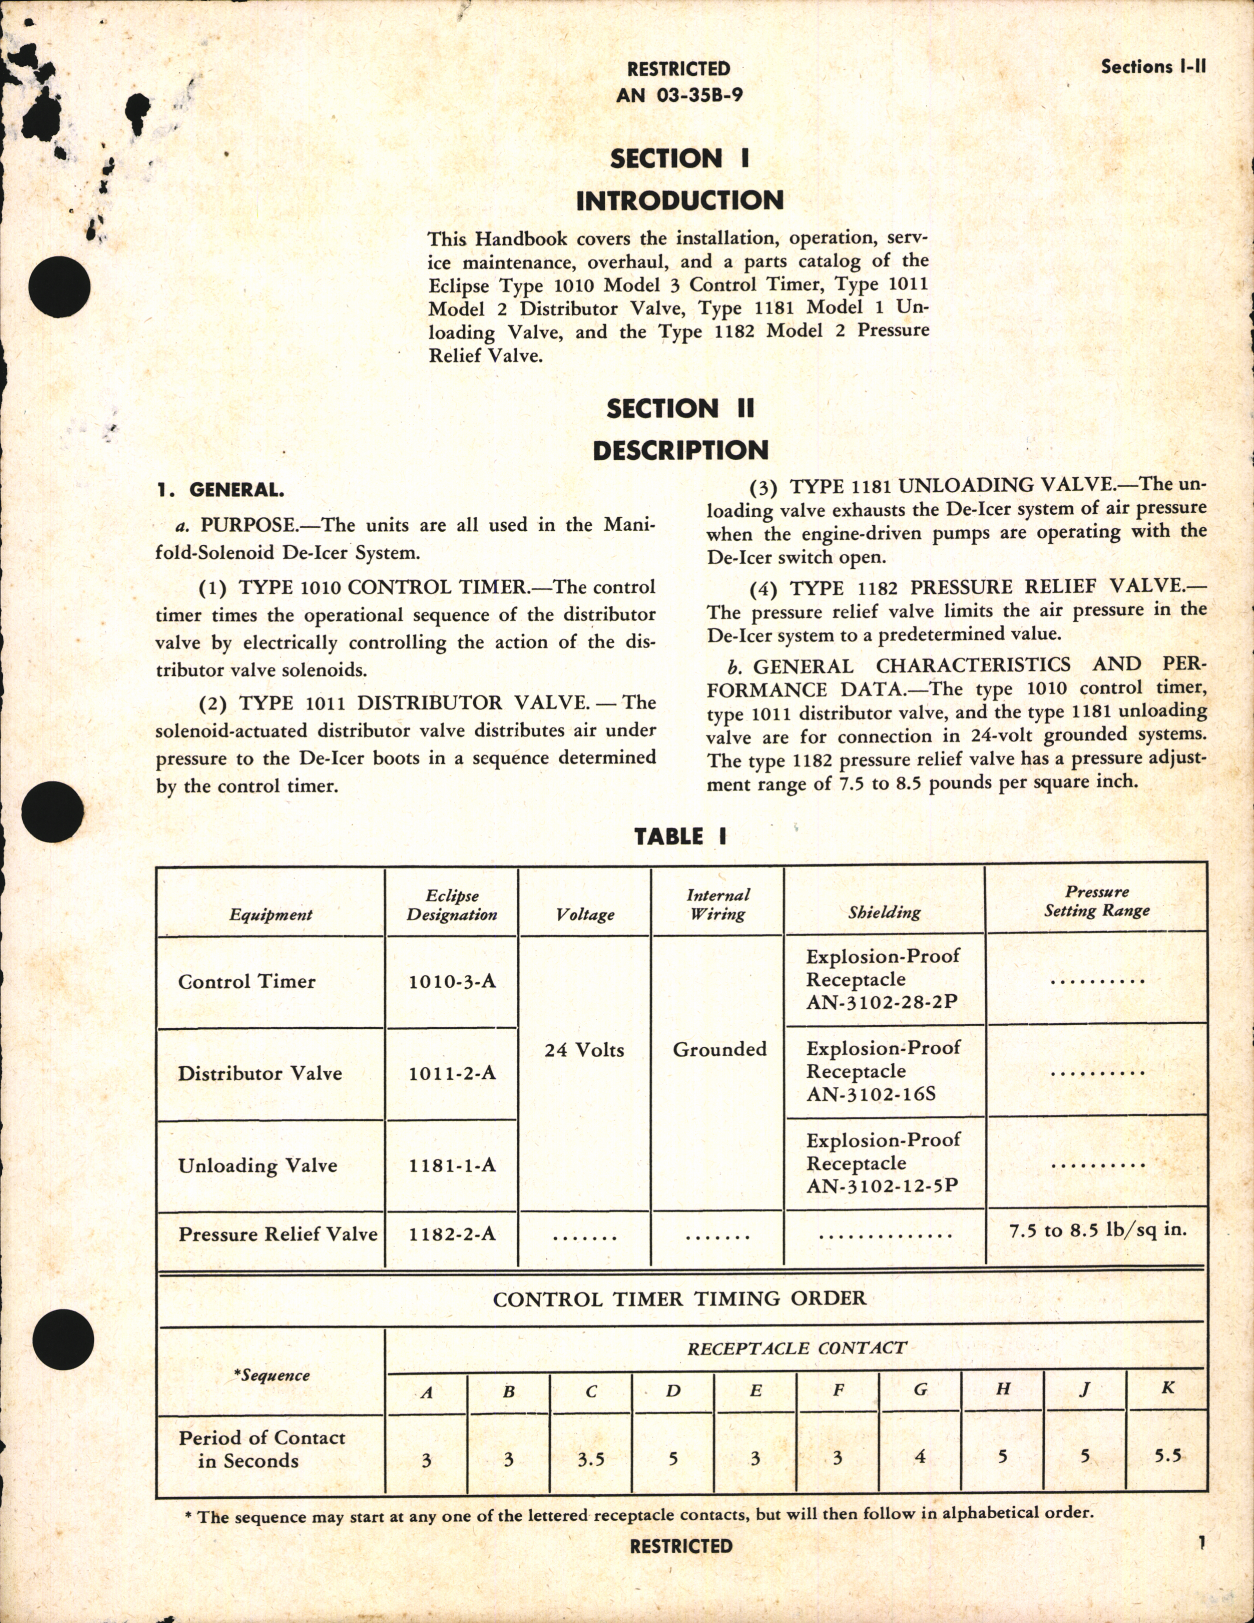 RESTRICTED
AN 03-35B-9
Sections I-II
SECTION I
INTRODUCTION
This Handbook covers the installation, operation, serv-
ice maintenance, overhaul, and a parts catalog of the
Eclipse Type 1010 Model 3 Control Timer, Type 1011
Model 2 Distributor Valve, Type 1181 Model 1 Un-
loading Valve, and the Type 1182 Model 2 Pressure
Relief Valve.
SECTION II
DESCRIPTION
1. GENERAL.
a. PURPOSE.—The units are all used in the Mani-
fold-Solenoid De-Icer System.
(1) TYPE 1010 CONTROL TIMER.—The control
timer times the operational sequence of the distributor
valve by electrically controlling the action of the dis-
tributor valve solenoids.
(2) TYPE 1011 DISTRIBUTOR VALVE. — The
solenoid-actuated distributor valve distributes air under
pressure to the De-Icer boots in a sequence determined
by the control timer.
(3) TYPE 1181 UNLOADING VALVE.—The un-
loading valve exhausts the De-Icer system of air pressure
when the engine-driven pumps are operating with the
De-Icer switch open.
(4) TYPE 1182 PRESSURE RELIEF VALVE.—
The pressure relief valve limits the air pressure in the
De-Icer system to a predetermined value.
b. GENERAL CHARACTERISTICS AND PER-
FORMANCE DATA.—The type 1010 control timer,
type 1011 distributor valve, and the type 1181 unloading
valve are for connection in 24-volt grounded systems.
The type 1182 pressure relief valve has a pressure adjust-
ment range of 7.5 to 8.5 pounds per square inch.
TABLE I
Equipment
Eclipse
Designation
Voltage
Internal
Wiring
Shielding
Pressure
Setting Range
Control Timer
1010-3-A
24 Volts
Grounded
Explosion-Proof
Receptacle
AN-3102-28-2P
..........
Distributor Valve
1011-2-A
Explosion-Proof
Receptacle
AN-3102-16S
..........
Unloading Valve
1181-1-A
Explosion-Proof
Receptacle
AN-3102-12-5P
..........
Pressure Relief Valve
1182-2-A
.......
.......
..............
7.5 to 8.5 lb/sq in.
CONTROL TIMER TIMING ORDER
*Sequence
RECEPTACLE CONTACT
A B C D E F G H J K
Period of Contact
in Seconds
3 3 3.5 5 3 3 4 5 5 5.5
* The sequence may start at any one of the lettered receptacle contacts, but will then follow in alphabetical order.
RESTRICTED
1